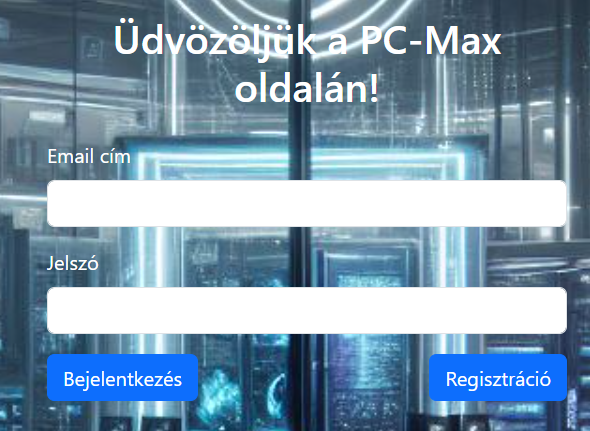 Üdvözöljük a PC-Max
oldalán!
Email cím
Jelszó
Bejelentkezés
Regisztráció